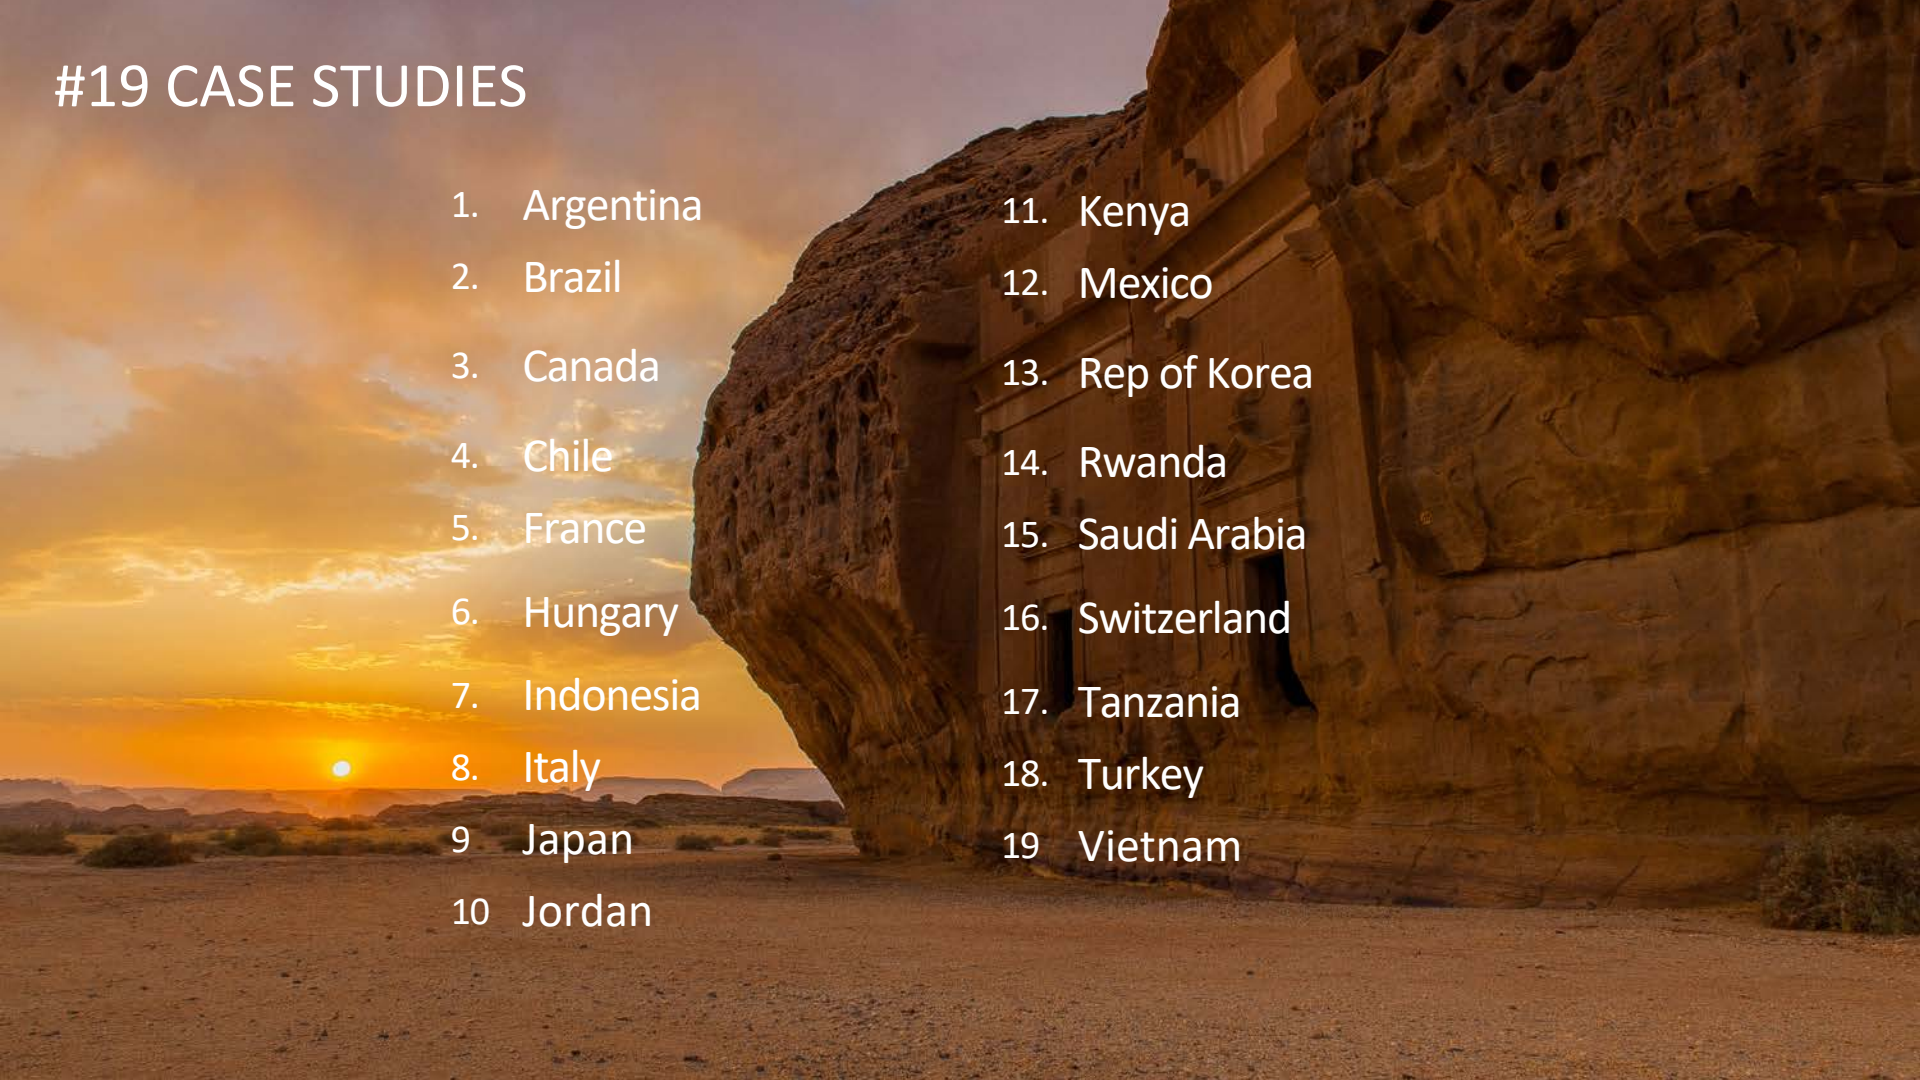 #19 CASE STUDIES
1. Argentina
2. Brazil
3. Canada
4. Chile
5. France
6. Hungary
7. Indonesia
8. Italy
9 Japan
10 Jordan
11. Kenya
12. Mexico
13. Rep of Korea
14. Rwanda
15. Saudi Arabia
16. Switzerland
17. Tanzania
18. Turkey
19 Vietnam